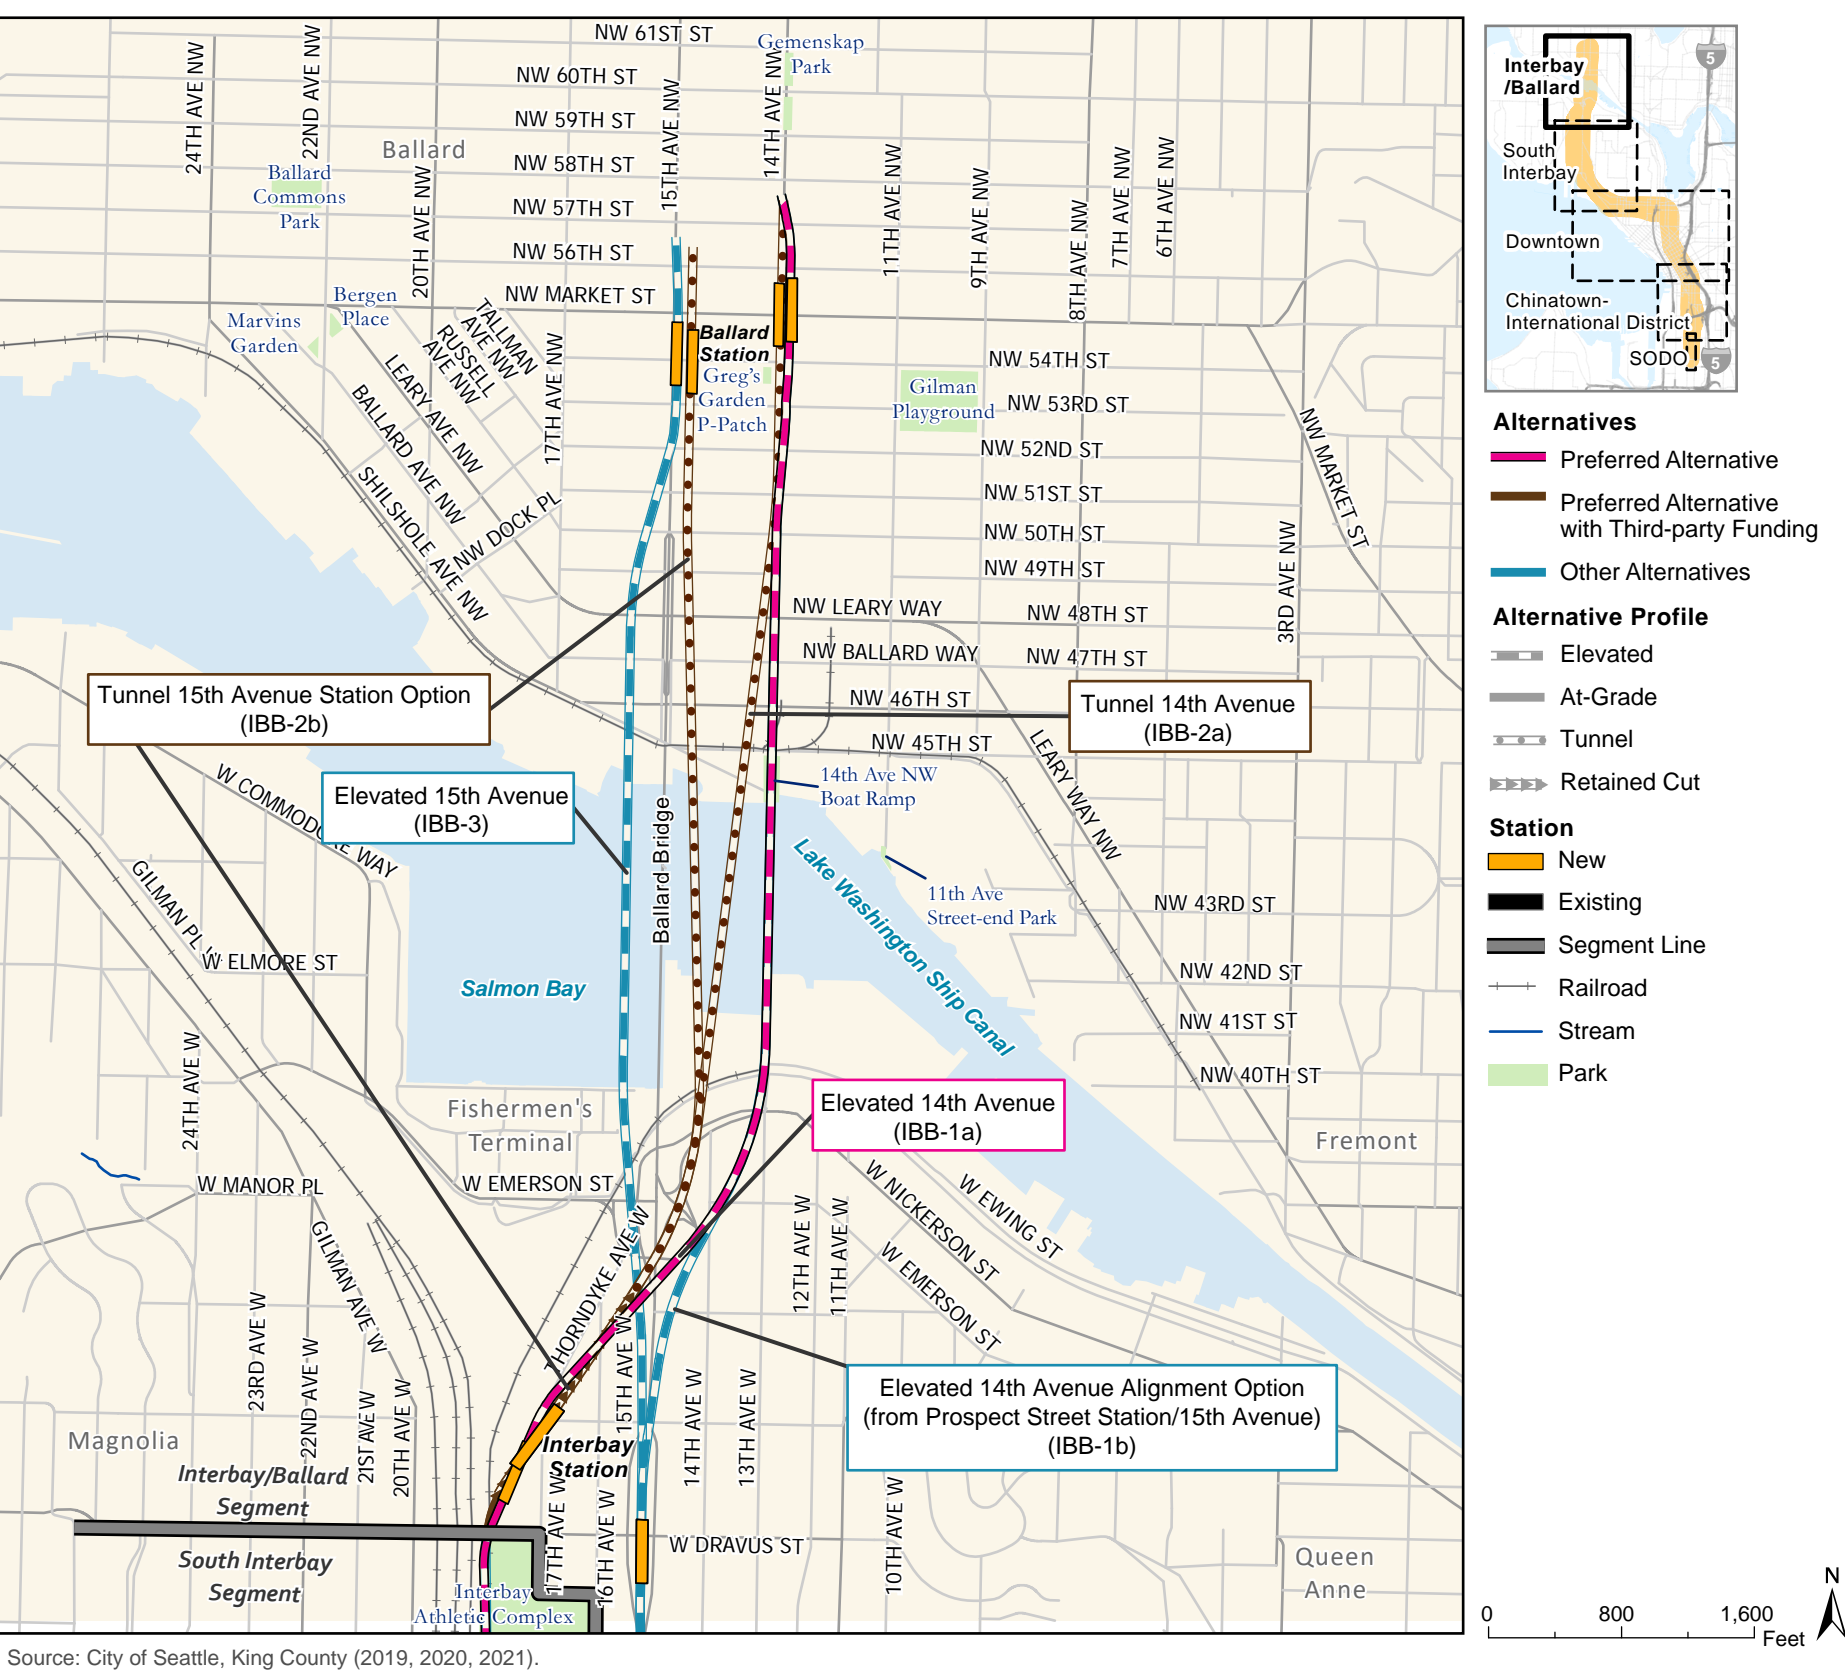 NW 61ST ST
Gemenskap
Park
NW 60TH ST
NW 59TH ST
NW 58TH ST
NW 57TH ST
NW 56TH ST
NW MARKET ST
24TH AVE NW
22ND AVE NW
20TH AVE NW
15TH AVE NW
14TH AVE NW
11TH AVE NW
9TH AVE NW
8TH AVE NW
7TH AVE NW
6TH AVE NW
Ballard
Ballard
Commons
Park
Bergen
Place
Marvins
Garden
TALLMAN
AVE NW
RUSSELL
AVE NW
LEARY AVE NW
BALLARD AVE NW
SHILSHOLE AVE NW
NW DOCK PL
17TH AVE NW
Ballard
Station
Greg's
Garden
P-Patch
Gilman
Playground
NW 54TH ST
NW 53RD ST
NW 52ND ST
NW 51ST ST
NW 50TH ST
NW 49TH ST
NW LEARY WAY
NW 48TH ST
NW BALLARD WAY
NW 47TH ST
NW 46TH ST
NW 45TH ST
3RD AVE NW
NW MARKET ST
LEARY WAY NW
Tunnel 15th Avenue Station Option
(IBB-2b)
Tunnel 14th Avenue
(IBB-2a)
Elevated 15th Avenue
(IBB-3)
14th Ave NW
Boat Ramp
11th Ave
Street-end Park
W COMMODORE WAY
GILMAN PL W
W ELMORE ST
Ballard Bridge
Salmon Bay
Lake Washington Ship Canal
NW 43RD ST
NW 42ND ST
NW 41ST ST
NW 40TH ST
Fishermen's
Terminal
Elevated 14th Avenue
(IBB-1a)
Fremont
24TH AVE W
W MANOR PL
W EMERSON ST
GILMAN AVE W
THORNDYKE AVE W
12TH AVE W
11TH AVE W
W NICKERSON ST
W EWING ST
W EMERSON ST
23RD AVE W
22ND AVE W
21ST AVE W
20TH AVE W
15TH AVE W
14TH AVE W
13TH AVE W
Elevated 14th Avenue Alignment Option
(from Prospect Street Station/15th Avenue)
(IBB-1b)
Magnolia
Interbay
Station
Interbay/Ballard
Segment
South Interbay
Segment
17TH AVE W
16TH AVE W
10TH AVE W
W DRAVUS ST
Queen
Anne
Interbay
Athletic Complex
Source: City of Seattle, King County (2019, 2020, 2021).
Interbay
/Ballard
5
South
Interbay
Downtown
Chinatown-
International District
SODO
5
Alternatives
Preferred Alternative
Preferred Alternative
with Third-party Funding
Other Alternatives
Alternative Profile
Elevated
At-Grade
Tunnel
Retained Cut
Station
New
Existing
Segment Line
Railroad
Stream
Park
N
0 800 1,600
Feet